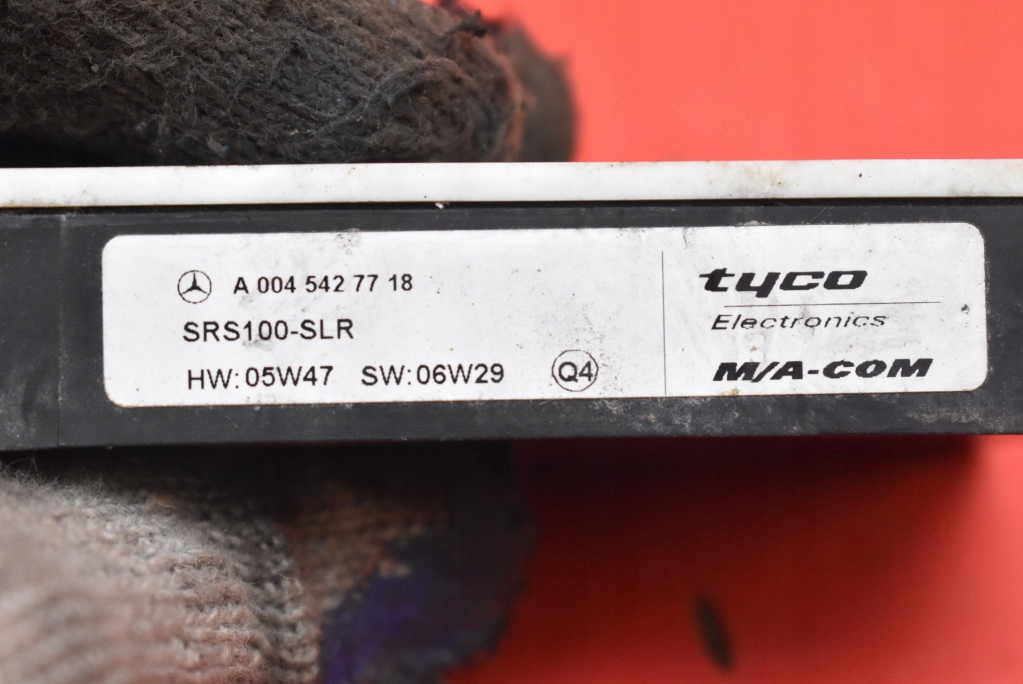 A 004 542 77 18
SRS100-SLR
HW: 05W47 SW: 06W29 Q4
tyco
Electronics
M/A-COM